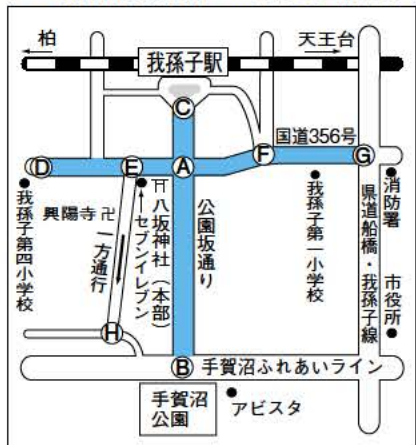 柏
我孫子駅
天王台
C
国道356号
D
E
A
F
G
我孫子第四小学校
興陽寺
卍
一方通行
セブンイレブン
八坂神社（本部）
公園坂通り
我孫子第一小学校
県道船橋・我孫子線
消防署
市役所
H
B
手賀沼ふれあいライン
手賀沼
公園
アビスタ